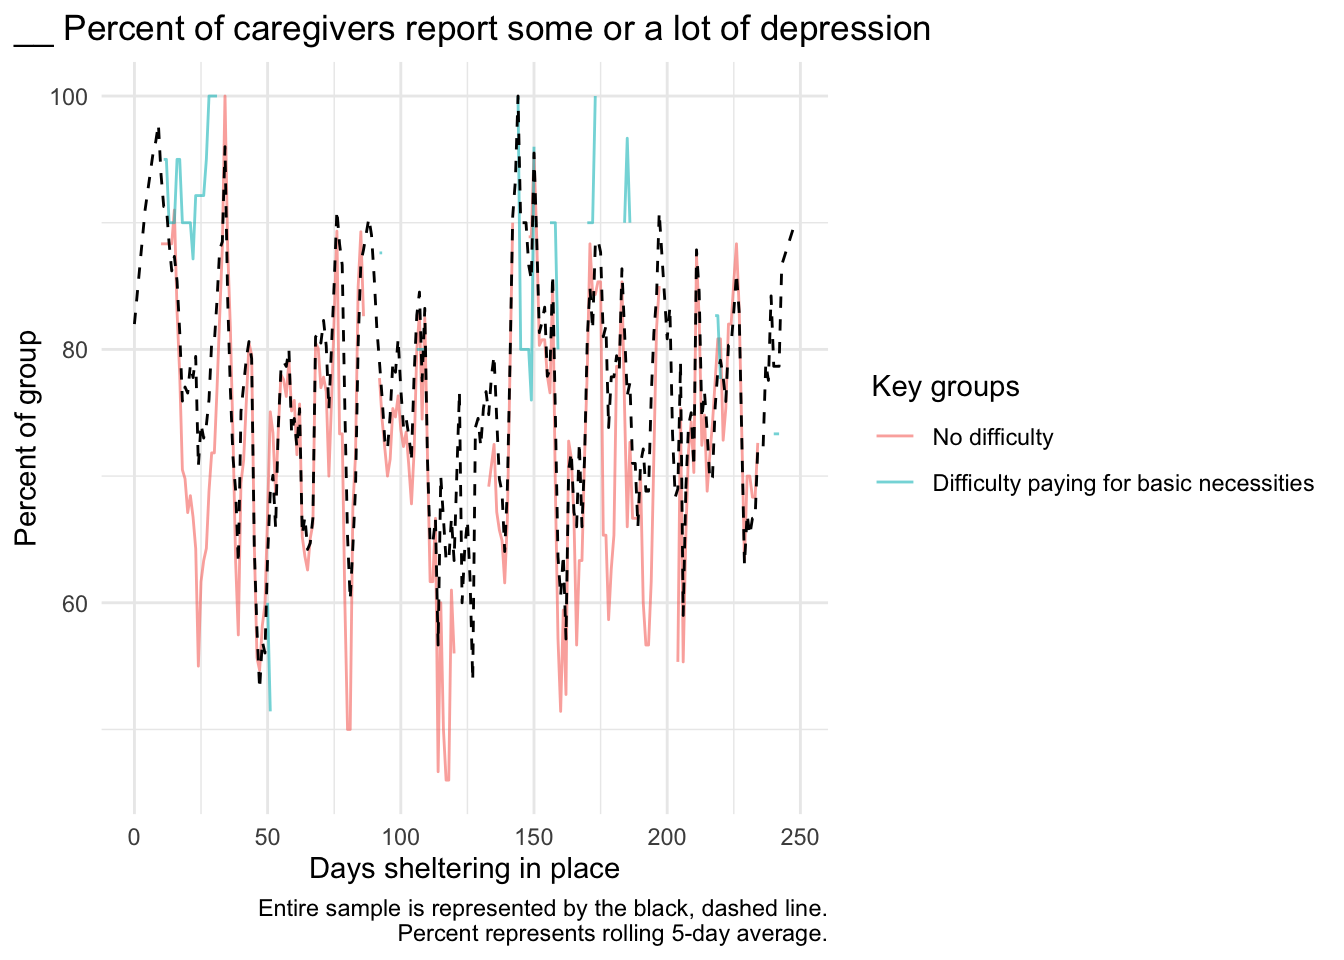 __ Percent of caregivers report some or a lot of depression
Percent of group
100
80
60
0 50 100 150 200 250
Days sheltering in place
Key groups
No difficulty
Difficulty paying for basic necessities
Entire sample is represented by the black, dashed line.
Percent represents rolling 5-day average.